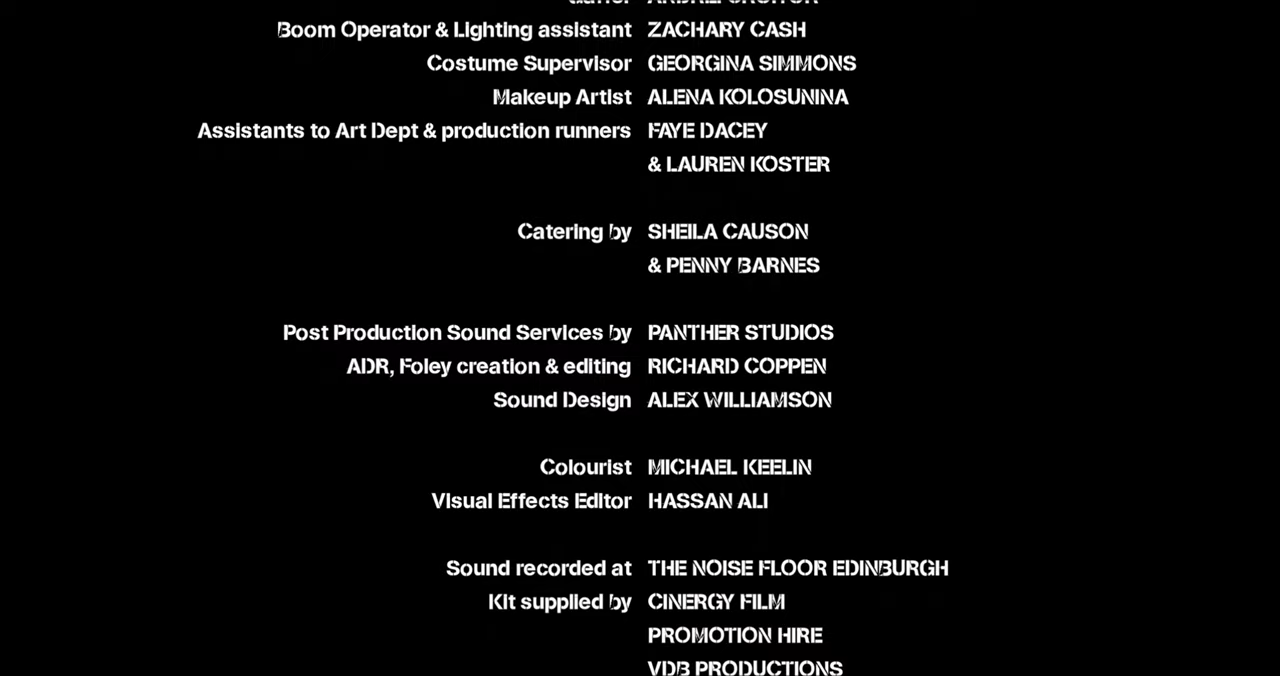 Boom Operator & Lighting assistant ZACHARY CASH
Costume Supervisor GEORGINA SIMMONS
Makeup Artist ALENA KOLOSUNINA
Assistants to Art Dept & production runners FAYE DACEY
& LAUREN KOSTER
Catering by SHEILA CAUSON
& PENNY BARNES
Post Production Sound Services by PANTHER STUDIOS
ADR, Foley creation & editing RICHARD COPPEN
Sound Design ALEX WILLIAMSON
Colourist MICHAEL KEELIN
Visual Effects Editor HASSAN ALI
Sound recorded at THE NOISE FLOOR EDINBURGH
Kit supplied by CINERGY FILM
PROMOTION HIRE
VDB PRODUCTIONS